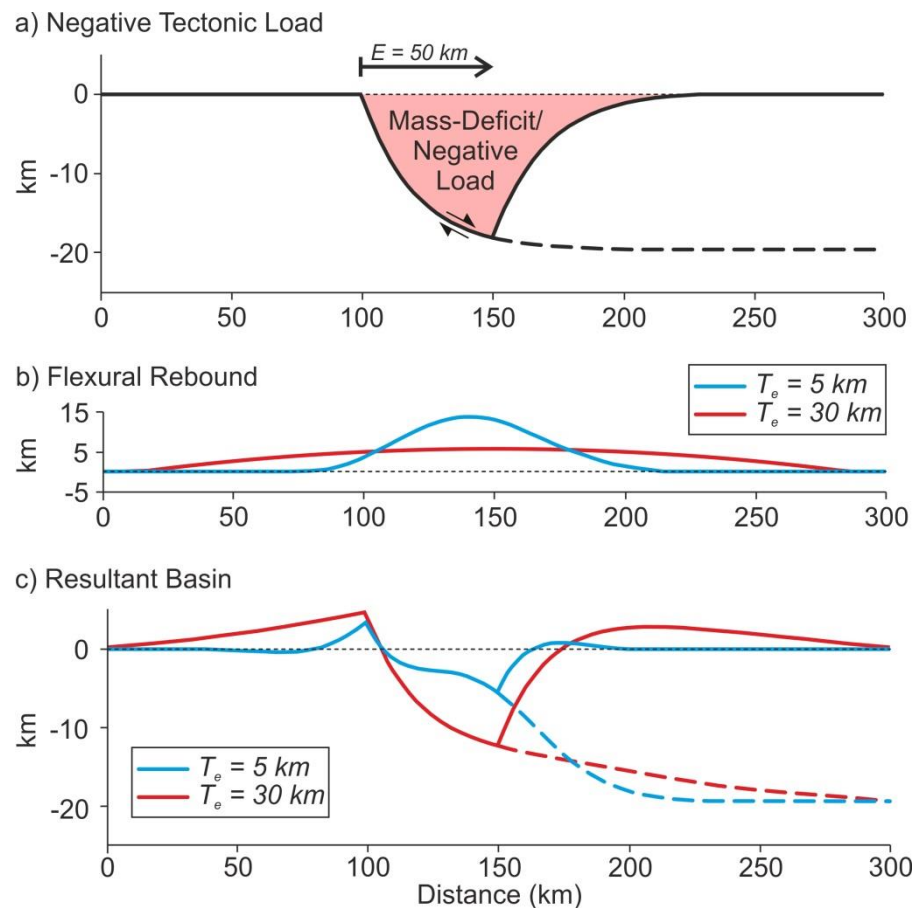 a) Negative Tectonic Load
E = 50 km
0
-10
-20
km
Mass-Deficit/
Negative
Load
0 50 100 150 200 250 300
b) Flexural Rebound
Te = 5 km
Te = 30 km
15
5
-5
km
0 50 100 150 200 250 300
c) Resultant Basin
0
-10
-20
km
Te = 5 km
Te = 30 km
0 50 100 150 200 250 300
Distance (km)